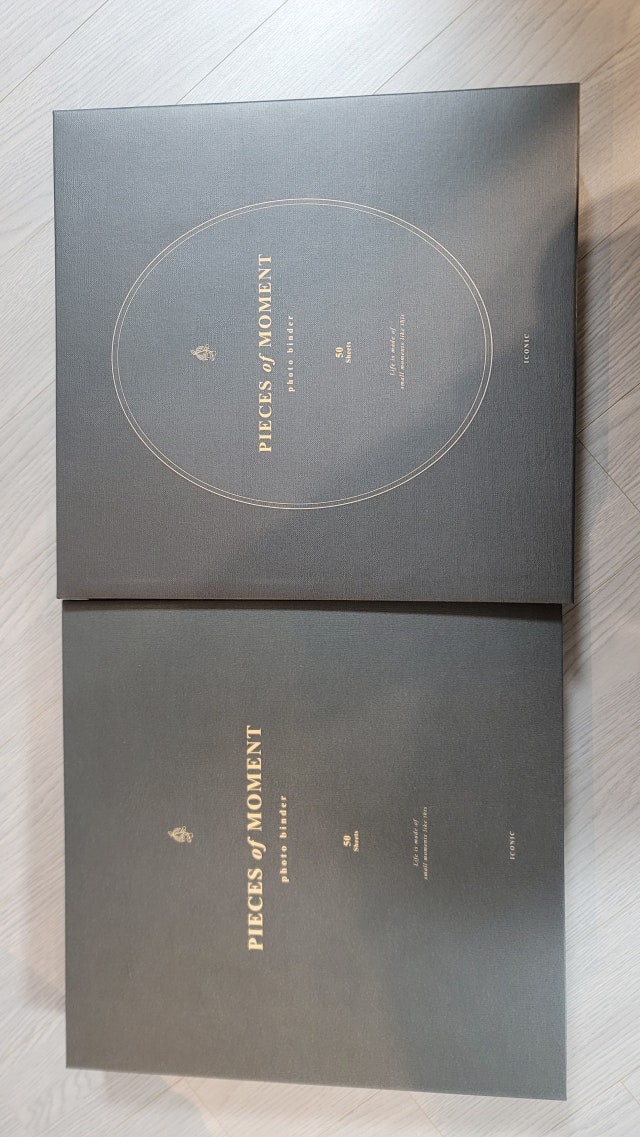 PIECES of MOMENT
photo binder
50
Sheets
Life is made of
small moments like this
ICONIC
PIECES of MOMENT
photo binder
50
Sheets
Life is made of
small moments like this
ICONIC